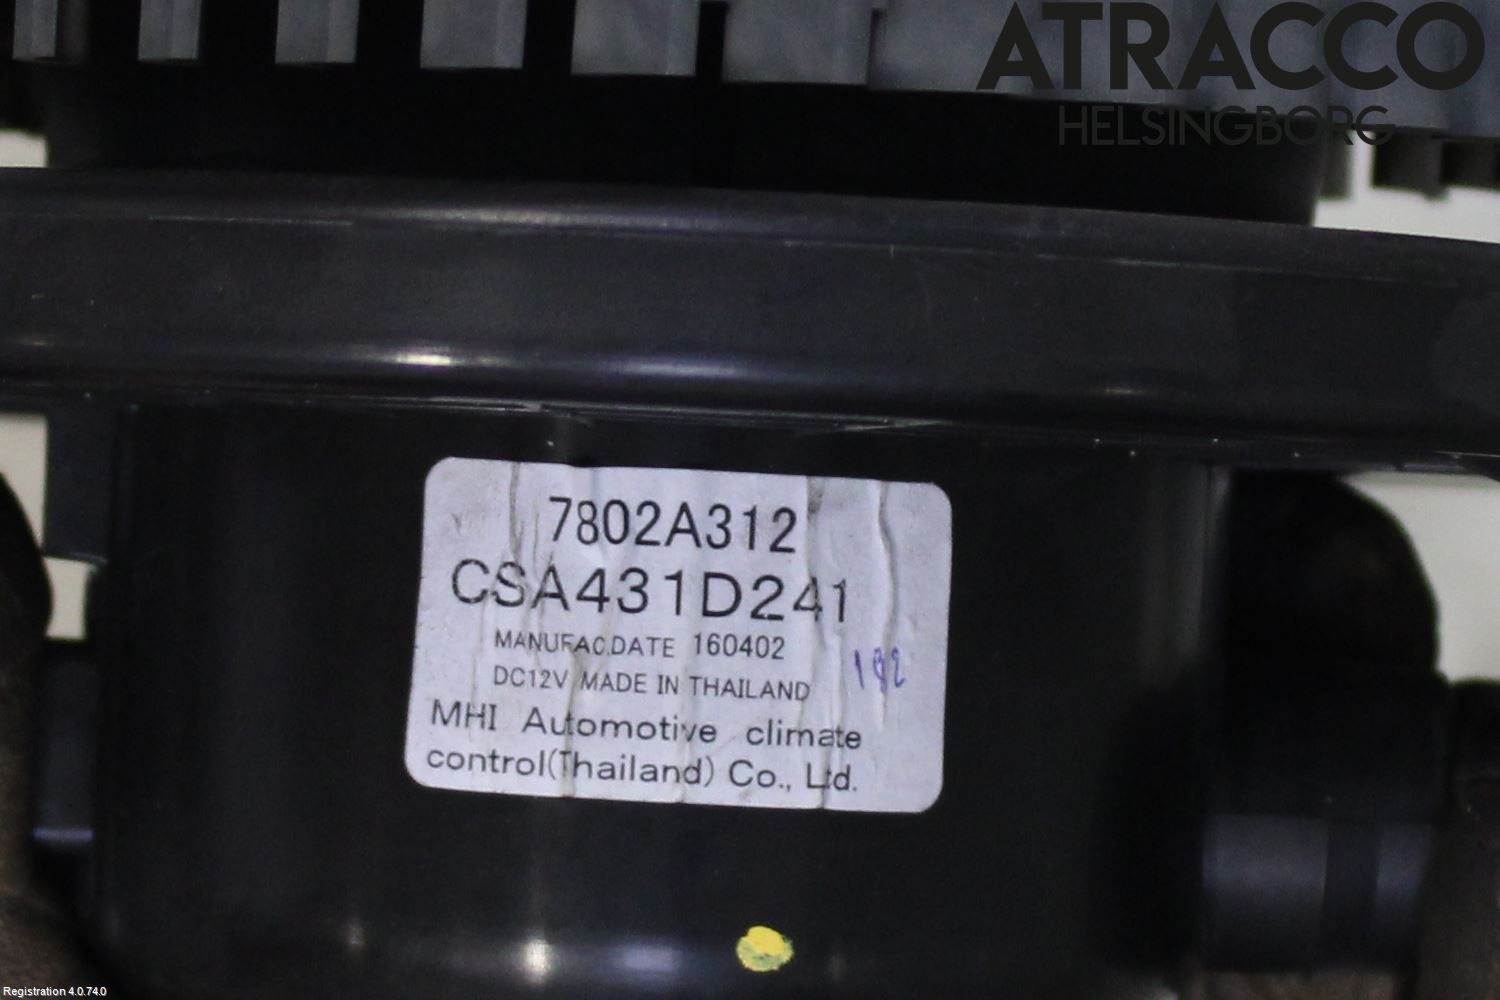 ATRACCO
HELSINGBORG
7802A312
CSA431D241
MANUFAC.DATE 160402
DC12V MADE IN THAILAND
192
MHI Automotive climate
control(Thailand) Co., Ltd.
Registration 4.0.74.0